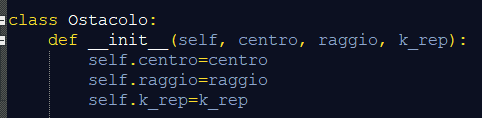 class Ostacolo:
    def __init__(self, centro, raggio, k_rep):
        self.centro=centro
        self.raggio=raggio
        self.k_rep=k_rep